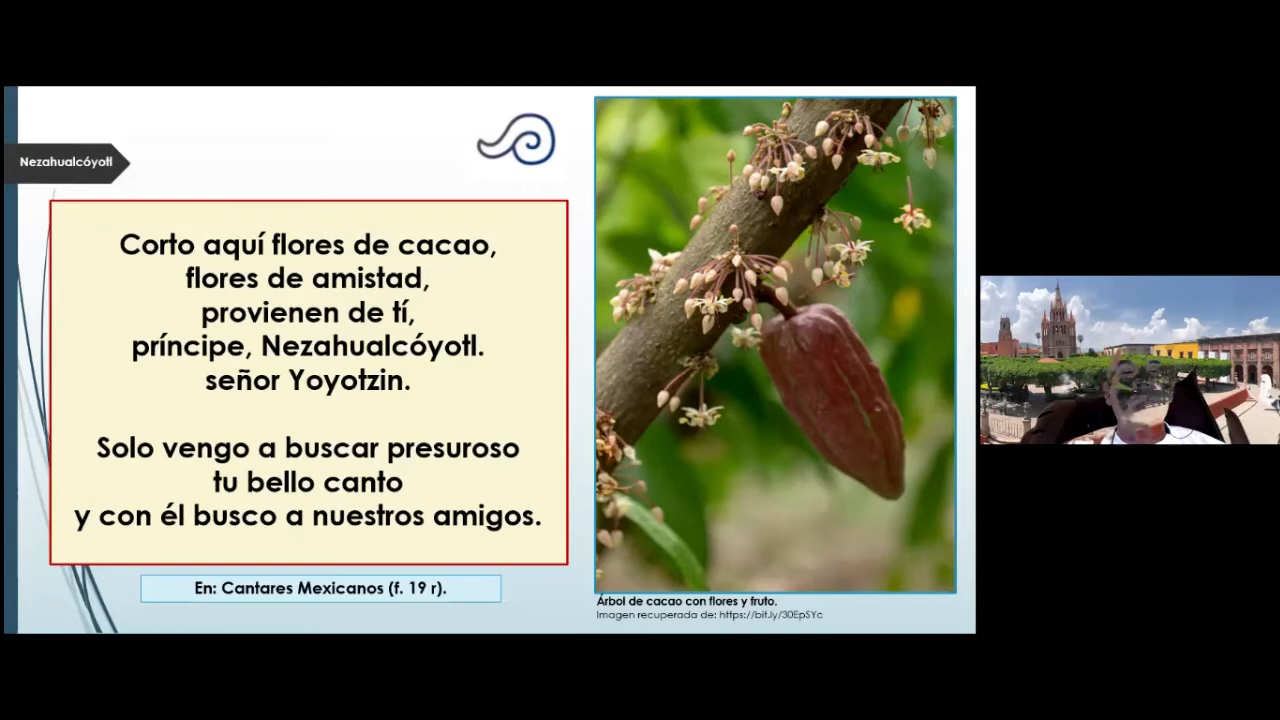 Nezahualcóyotl
Corto aquí flores de cacao,
flores de amistad,
provienen de tí,
príncipe, Nezahualcóyotl.
señor Yoyotzin.
Solo vengo a buscar presuroso
tu bello canto
y con él busco a nuestros amigos.
En: Cantares Mexicanos (f. 19 r).
Árbol de cacao con flores y fruto.
Imagen recuperada de: https://bit.ly/30EpSYc